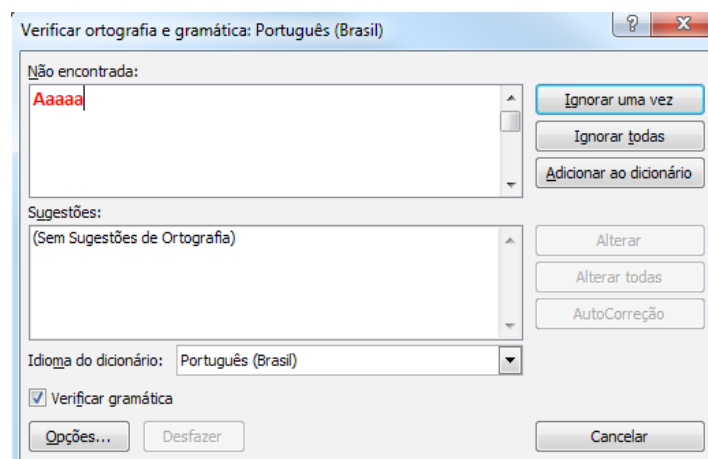 Verificar ortografia e gramática: Português (Brasil)
Não encontrada:
Aaaaa
Ignorar uma vez
Ignorar todas
Adicionar ao dicionário
Sugestões:
(Sem Sugestões de Ortografia)
Alterar
Alterar todas
AutoCorreção
Idioma do dicionário: Português (Brasil)
Verificar gramática
Opções... Desfazer Cancelar